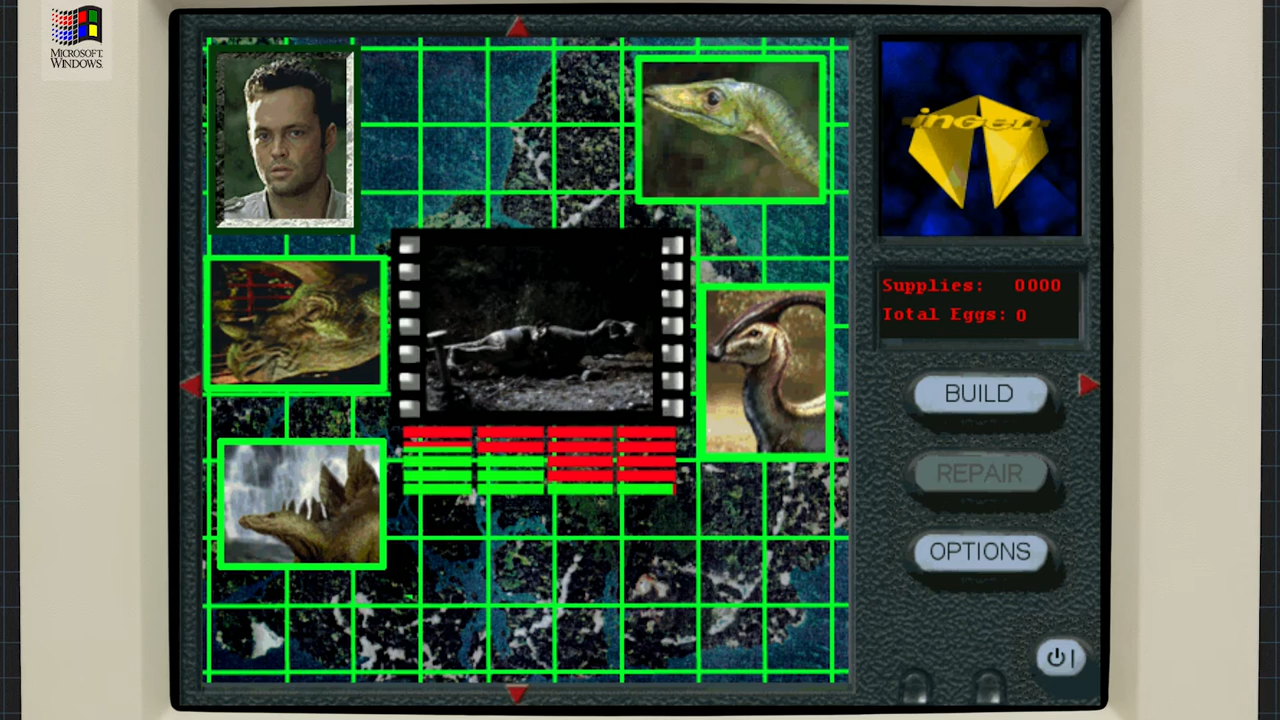 MICROSOFT
WINDOWS.
inGen
Supplies: 0000
Total Eggs: 0
BUILD
REPAIR
OPTIONS